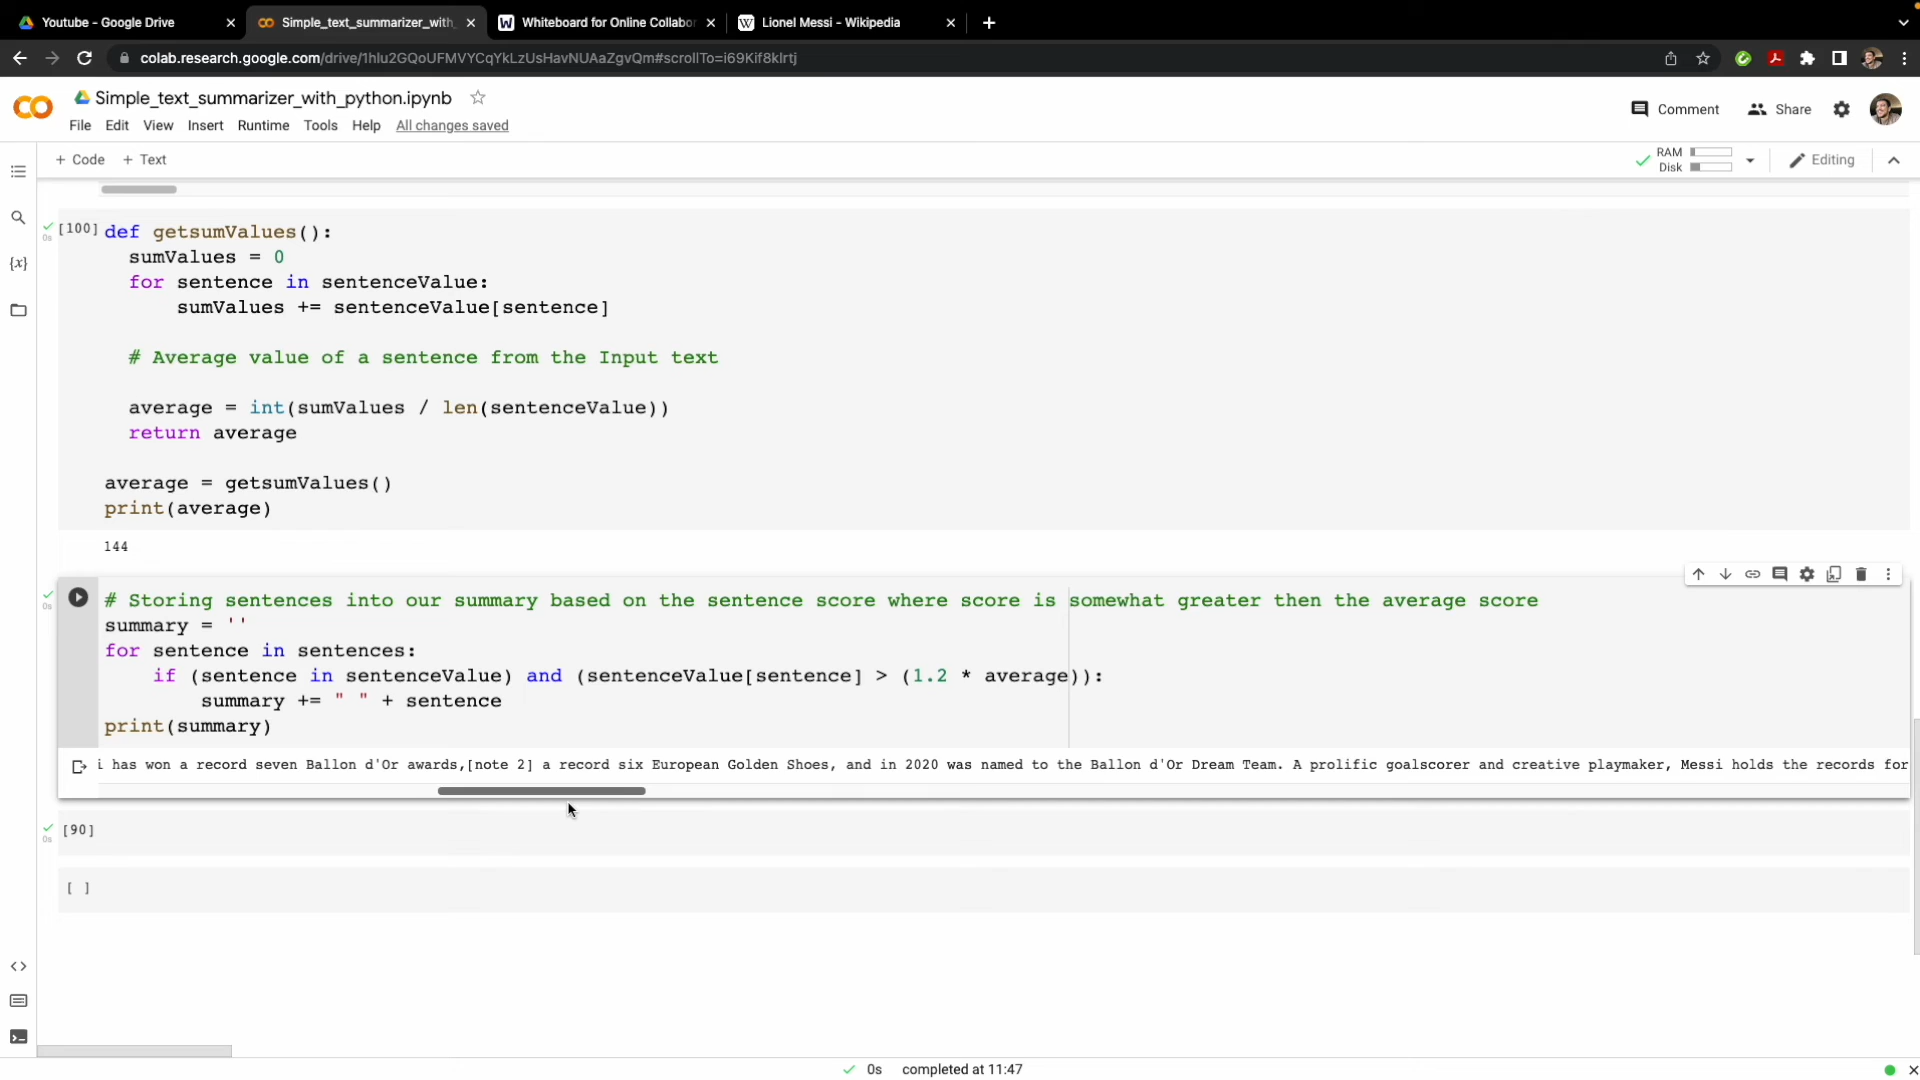 Youtube - Google Drive
Simple_text_summarizer_with_
Whiteboard for Online Collabor
Lionel Messi - Wikipedia
colab.research.google.com/drive/1hlu2GQoUFMVYCqYkLzUsHavNUAaZgvQm#scrollTo=i69Kif8klrtj
Simple_text_summarizer_with_python.ipynb
Comment
Share
File Edit View Insert Runtime Tools Help All changes saved
+ Code + Text
RAM
Disk
Editing
[100] def getsumValues():
sumValues = 0
for sentence in sentenceValue:
sumValues += sentenceValue[sentence]
# Average value of a sentence from the Input text
average = int(sumValues / len(sentenceValue))
return average
average = getsumValues()
print(average)
144
# Storing sentences into our summary based on the sentence score where score is somewhat greater then the average score
summary = ''
for sentence in sentences:
if (sentence in sentenceValue) and (sentenceValue[sentence] > (1.2 * average)):
summary += " " + sentence
print(summary)
i has won a record seven Ballon d'Or awards,[note 2] a record six European Golden Shoes, and in 2020 was named to the Ballon d'Or Dream Team. A prolific goalscorer and creative playmaker, Messi holds the records for
[90]
[ ]
0s completed at 11:47